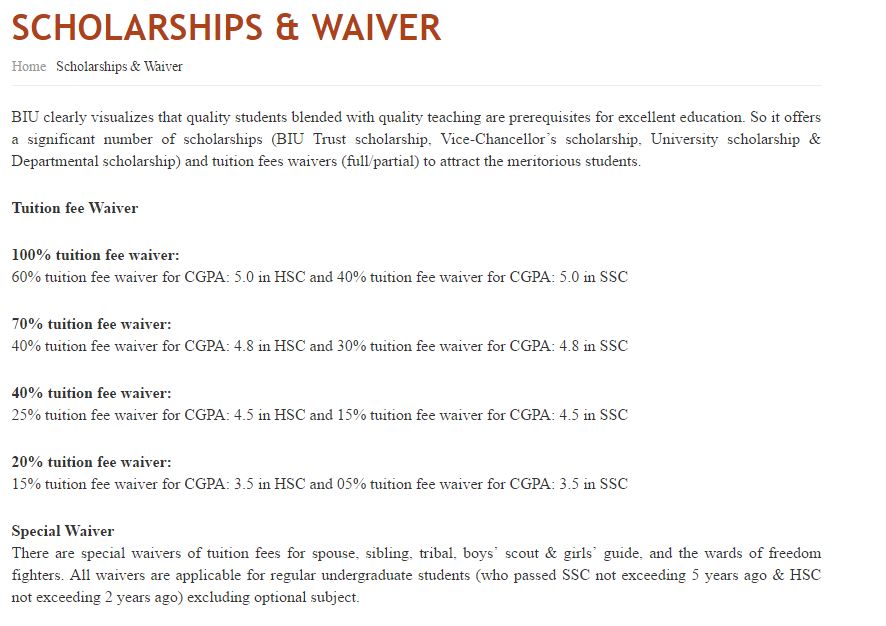 SCHOLARSHIPS & WAIVER
Home Scholarships & Waiver
BIU clearly visualizes that quality students blended with quality teaching are prerequisites for excellent education. So it offers
a significant number of scholarships (BIU Trust scholarship, Vice-Chancellor’s scholarship, University scholarship &
Departmental scholarship) and tuition fees waivers (full/partial) to attract the meritorious students.
Tuition fee Waiver
100% tuition fee waiver:
60% tuition fee waiver for CGPA: 5.0 in HSC and 40% tuition fee waiver for CGPA: 5.0 in SSC
70% tuition fee waiver:
40% tuition fee waiver for CGPA: 4.8 in HSC and 30% tuition fee waiver for CGPA: 4.8 in SSC
40% tuition fee waiver:
25% tuition fee waiver for CGPA: 4.5 in HSC and 15% tuition fee waiver for CGPA: 4.5 in SSC
20% tuition fee waiver:
15% tuition fee waiver for CGPA: 3.5 in HSC and 05% tuition fee waiver for CGPA: 3.5 in SSC
Special Waiver
There are special waivers of tuition fees for spouse, sibling, tribal, boys’ scout & girls’ guide, and the wards of freedom
fighters. All waivers are applicable for regular undergraduate students (who passed SSC not exceeding 5 years ago & HSC
not exceeding 2 years ago) excluding optional subject.